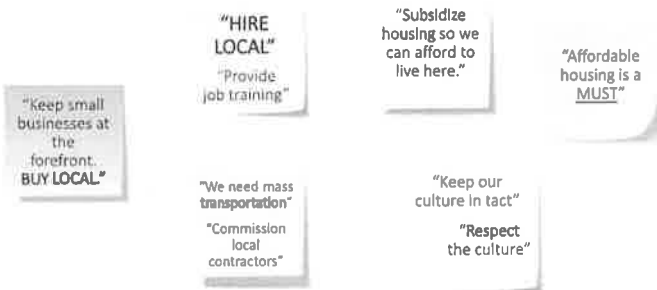 "HIRE
LOCAL"
"Provide
job training"
"Subsidize
housing so we
can afford to
live here."
"Affordable
housing is a
MUST"
"Keep small
businesses at
the
forefront.
BUY LOCAL."
"We need mass
transportation"
"Commission
local
contractors"
"Keep our
culture in tact"
"Respect
the culture"